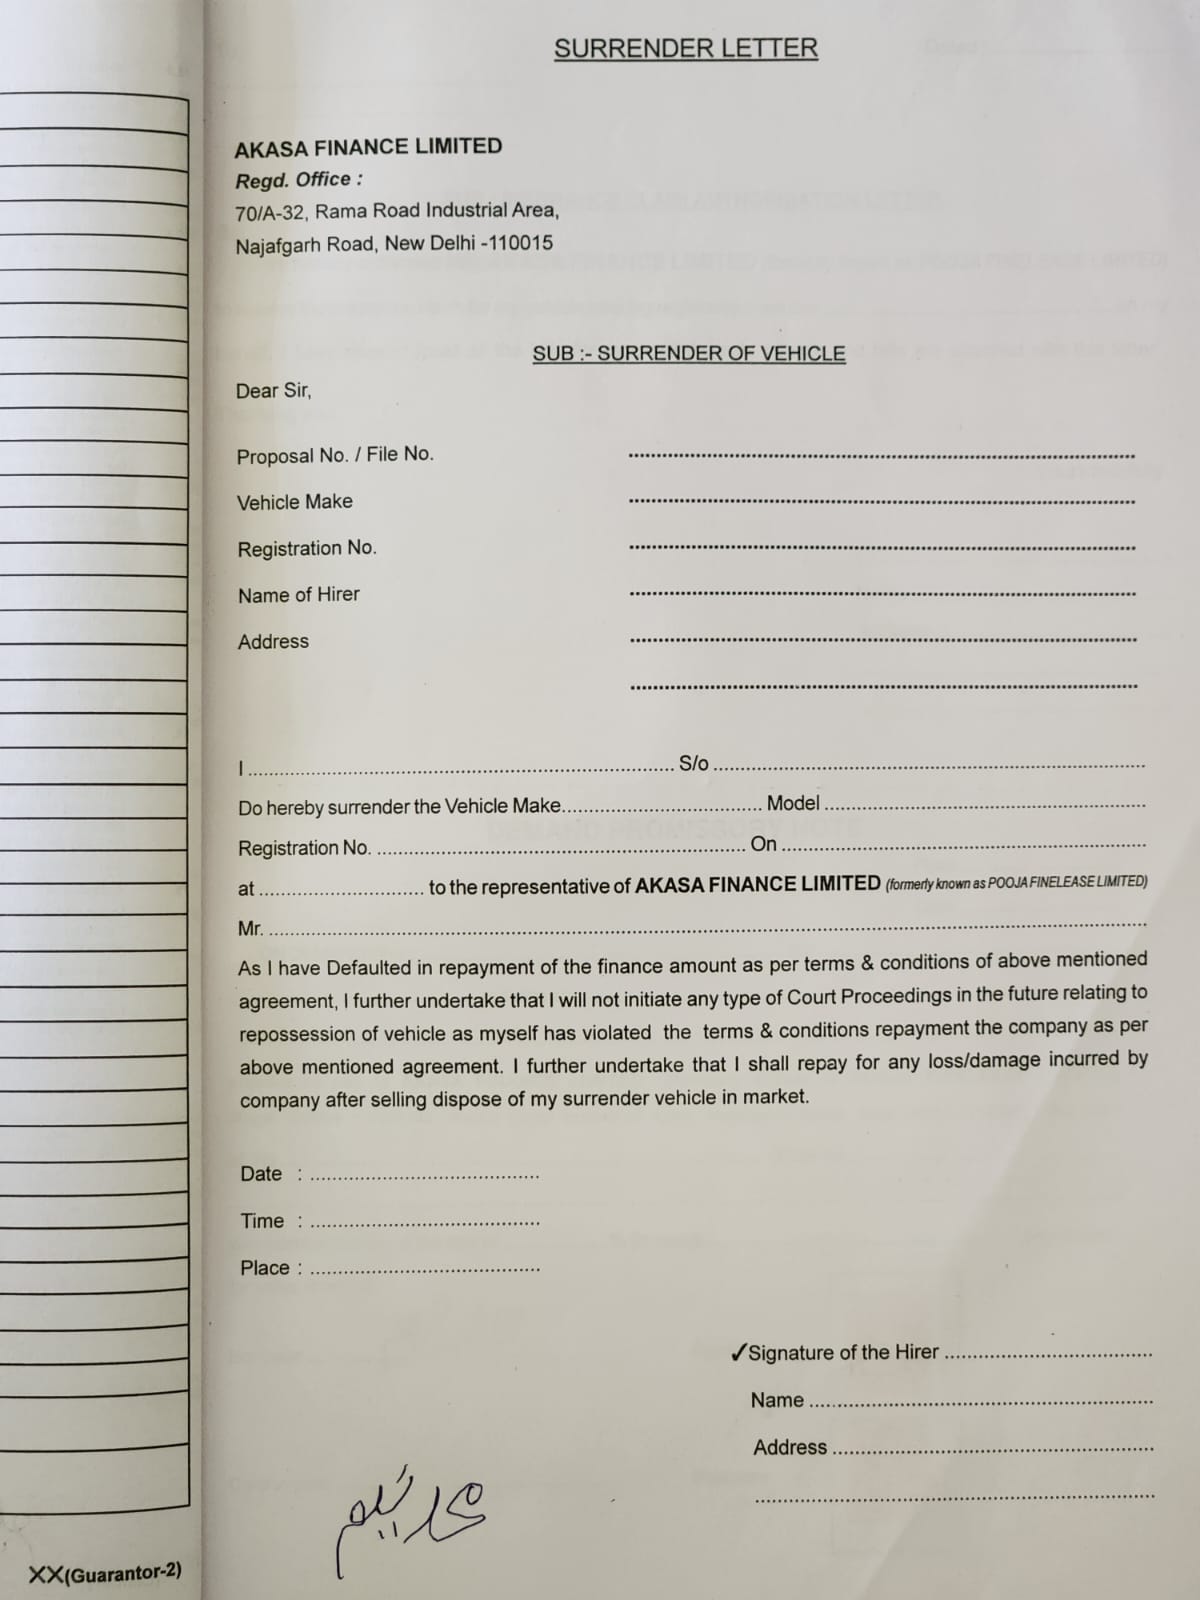 SURRENDER LETTER
AKASA FINANCE LIMITED
Regd. Office :
70/A-32, Rama Road Industrial Area,
Najafgarh Road, New Delhi -110015
SUB :- SURRENDER OF VEHICLE
Dear Sir,
Proposal No. / File No. ........................................
Vehicle Make ........................................
Registration No. ........................................
Name of Hirer ........................................
Address ........................................
........................................
I ........................................ S/o ........................................
Do hereby surrender the Vehicle Make.................... Model ........................................
Registration No. ........................................ On ........................................
at .................... to the representative of AKASA FINANCE LIMITED (formerly known as POOJA FINELEASE LIMITED)
Mr. ........................................
As I have Defaulted in repayment of the finance amount as per terms & conditions of above mentioned
agreement, I further undertake that I will not initiate any type of Court Proceedings in the future relating to
repossession of vehicle as myself has violated the terms & conditions repayment the company as per
above mentioned agreement. I further undertake that I shall repay for any loss/damage incurred by
company after selling dispose of my surrender vehicle in market.
Date : ....................
Time : ....................
Place : ....................
✓Signature of the Hirer ....................
Name ........................................
Address ........................................
........................................
XX(Guarantor-2)